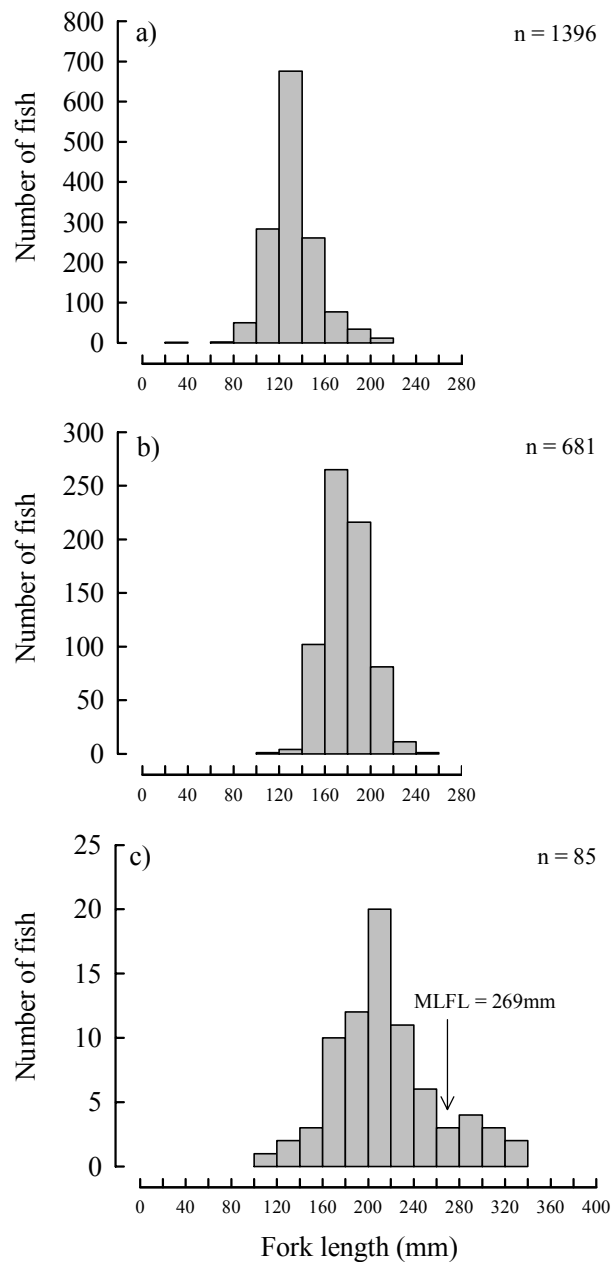 a)
n = 1396
Number of fish
800
700
600
500
400
300
200
100
0
0 40 80 120 160 200 240 280
b)
n = 681
Number of fish
300
250
200
150
100
50
0
0 40 80 120 160 200 240 280
c)
n = 85
Number of fish
25
20
15
10
5
0
MLFL = 269mm
0 40 80 120 160 200 240 280 320 360 400
Fork length (mm)